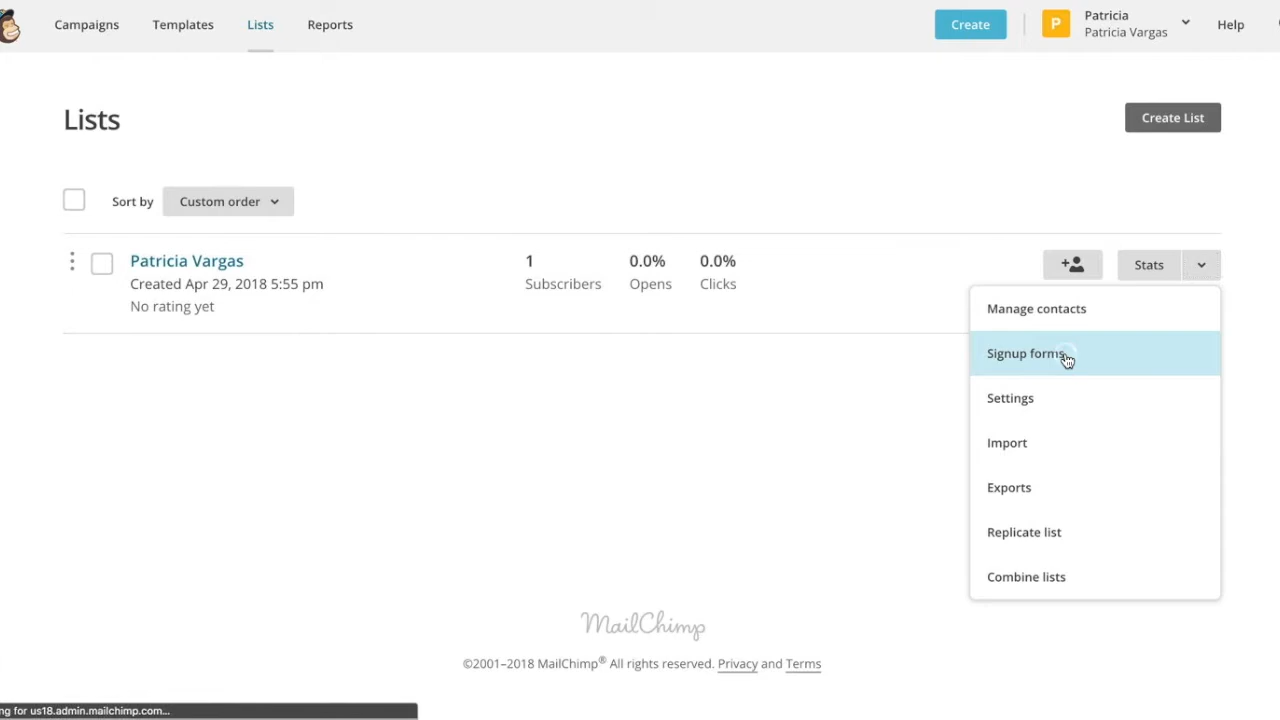 Campaigns Templates Lists Reports Create P Patricia
Patricia Vargas
Help
Lists
Create List
Sort by Custom order
Patricia Vargas 1 0.0% 0.0% Stats
Created Apr 29, 2018 5:55 pm Subscribers Opens Clicks
No rating yet
Manage contacts
Signup forms
Settings
Import
Exports
Replicate list
Combine lists
MailChimp
©2001–2018 MailChimp® All rights reserved. Privacy and Terms
ng for us18.admin.mailchimp.com...